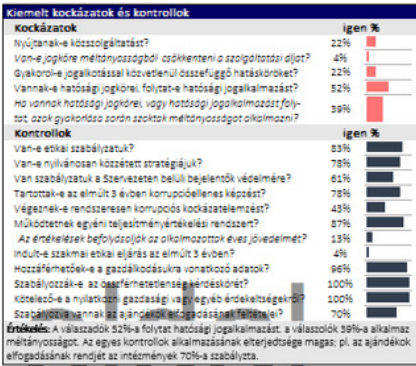 Kiemelt kockázatok és kontrollok
Kockázatok igen %
Nyújtanak-e közszolgáltatást? 22%
Van-e jogköre méltányosságból csökkenteni a szolgáltatási díjat? 4%
Gyakorol-e jogalkotással közvetlenül összefüggő hatásköröket? 22%
Vannak-e hatósági jogkörei, folytat-e hatósági jogalkalmazást? 52%
Ha vannak hatósági jogkörei, vagy hatósági jogalkalmazást foly-
tat, azok gyakorlása során szoktak méltányosságot alkalmazni? 39%
Kontrollok igen %
Van-e etikai szabályzatuk? 83%
Van-e nyilvánosan közzétett stratégiájuk? 78%
Van szabályzatuk a Szervezeten belüli bejelentők védelmére? 61%
Tartottak-e az elmúlt 3 évben korrupcióellenes képzést? 78%
Végeznek-e rendszeresen korrupciós kockázatelemzést? 43%
Működtetnek egyéni teljesítményértékelési rendszert? 87%
Az értékelések befolyásolják az alkalmazottak éves jövedelmét? 13%
Indult-e szakmai etikai eljárás az elmúlt 3 évben? 4%
Hozzáférhetőek-e a gazdálkodásukra vonatkozó adatok? 96%
Szabályozzák-e az összeférhetetlenség kérdéskörét? 100%
Kötelező-e a nyilatkozni gazdasági vagy egyéb érdekeltségekről? 100%
Szabályozva vannak az ajándékok elfogadásának feltételei? 70%
Értékelés: A válaszadók 52%-a folytat hatósági jogalkalmazást. a válaszolók 39%-a alkalmaz
méltányosságot. Az egyes kontrollok alkalmazásának elterjedtsége magas; pl. az ajándékok
elfogadásának rendjét az intézmények 70%-a szabályzta.